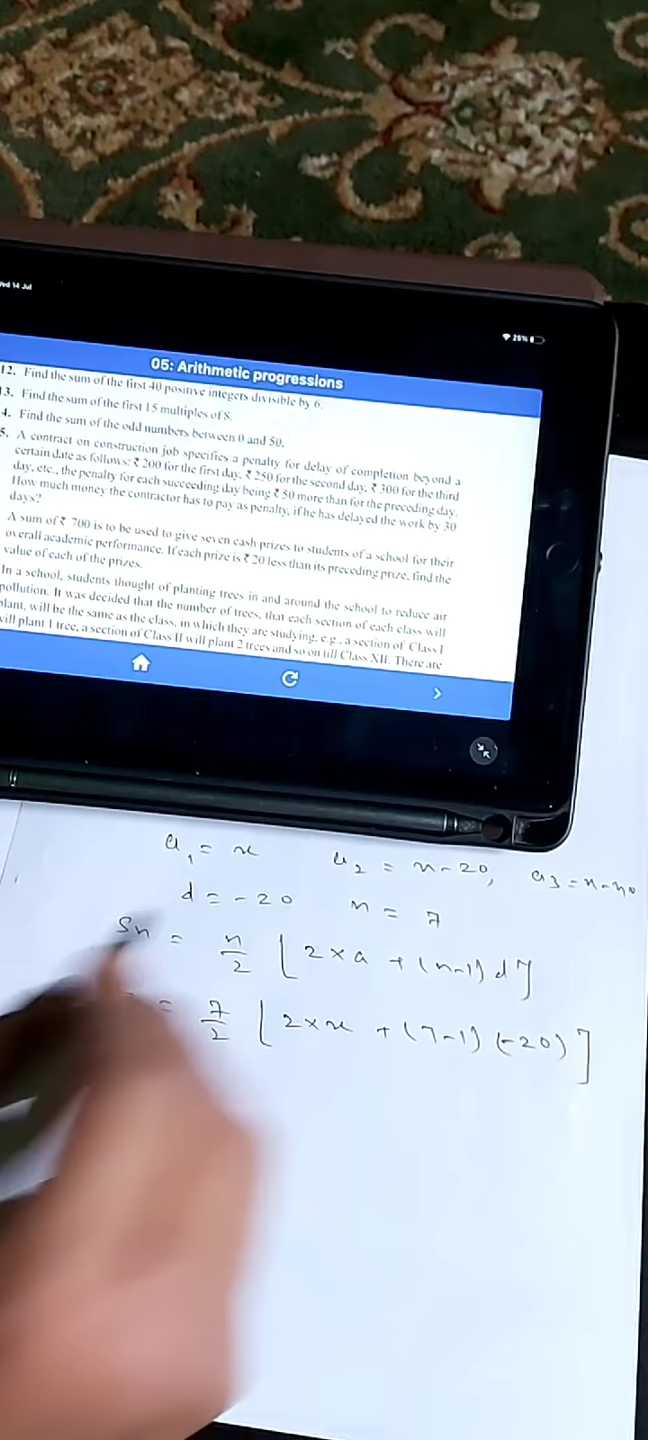 14 Jul
25%
05: Arithmetic progressions
12. Find the sum of the first 40 positive integers divisible by 6.
13. Find the sum of the first 15 multiples of 8.
4. Find the sum of the odd numbers between 0 and 50.
5. A contract on construction job specifies a penalty for delay of completion beyond a
certain date as follows: ₹ 200 for the first day, ₹ 250 for the second day, ₹ 300 for the third
day, etc., the penalty for each succeeding day being ₹ 50 more than for the preceding day.
How much money the contractor has to pay as penalty, if he has delayed the work by 30
days?
A sum of ₹ 700 is to be used to give seven cash prizes to students of a school for their
overall academic performance. If each prize is ₹ 20 less than its preceding prize, find the
value of each of the prizes.
In a school, students thought of planting trees in and around the school to reduce air
pollution. It was decided that the number of trees, that each section of each class will
plant, will be the same as the class, in which they are studying, e.g., a section of Class I
will plant 1 tree, a section of Class II will plant 2 trees and so on till Class XII. There are
a₁ = x a₂ = x-20, a₃ = x-40
d = -20 n = 7
Sn = n/2 [2×a + (n-1) d]
= 7/2 [2×x + (7-1) (-20)]